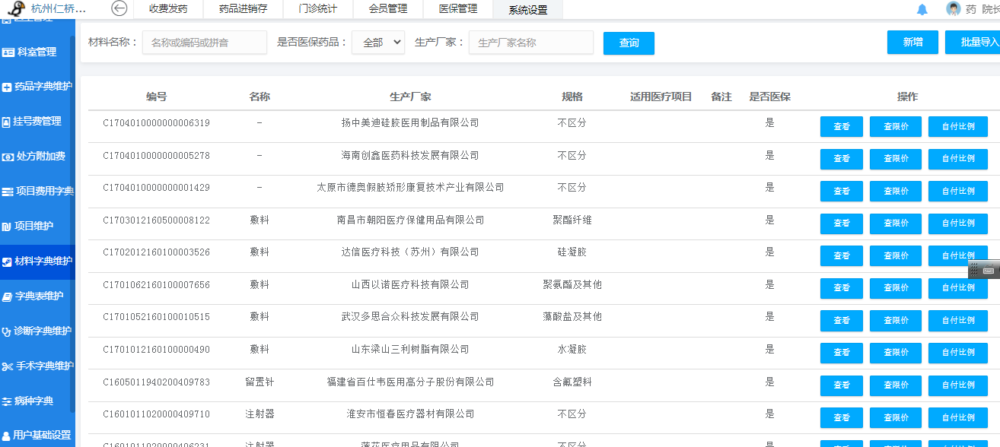 杭州仁桥...
收费发药 药品进销存 门诊统计 会员管理 医保管理 系统设置
药 院长
科室管理
药品字典维护
挂号费管理
处方附加费
项目费用字典
项目维护
材料字典维护
字典表维护
诊断字典维护
手术字典维护
病种字典
用户基础设置
材料名称： 名称或编码或拼音 是否医保药品： 全部 生产厂家： 生产厂家名称 查询 新增 批量导入
编号 名称 生产厂家 规格 适用医疗项目 备注 是否医保 操作
C1704010000000006319 - 扬中美迪硅胶医用制品有限公司 不区分 是 查看 查限价 自付比例
C1704010000000005278 - 海南创鑫医药科技发展有限公司 不区分 是 查看 查限价 自付比例
C1704010000000001429 - 太原市德奥假肢矫形康复技术产业有限公司 不区分 是 查看 查限价 自付比例
C1703012160500008122 敷料 南昌市朝阳医疗保健用品有限公司 聚酯纤维 是 查看 查限价 自付比例
C1702012160100003526 敷料 达信医疗科技（苏州）有限公司 硅凝胶 是 查看 查限价 自付比例
C1701062160100007656 敷料 山西以诺医疗科技有限公司 聚氨酯及其他 是 查看 查限价 自付比例
C1701052160100010515 敷料 武汉多思合众科技发展有限公司 藻酸盐及其他 是 查看 查限价 自付比例
C1701012160100000490 敷料 山东梁山三利树脂有限公司 水凝胶 是 查看 查限价 自付比例
C1605011940200409783 留置针 福建省百仕韦医用高分子股份有限公司 含氟塑料 是 查看 查限价 自付比例
C1601011020000409710 注射器 淮安市恒春医疗器材有限公司 不区分 是 查看 查限价 自付比例
C1601011020000406231 注射器 不区分 是